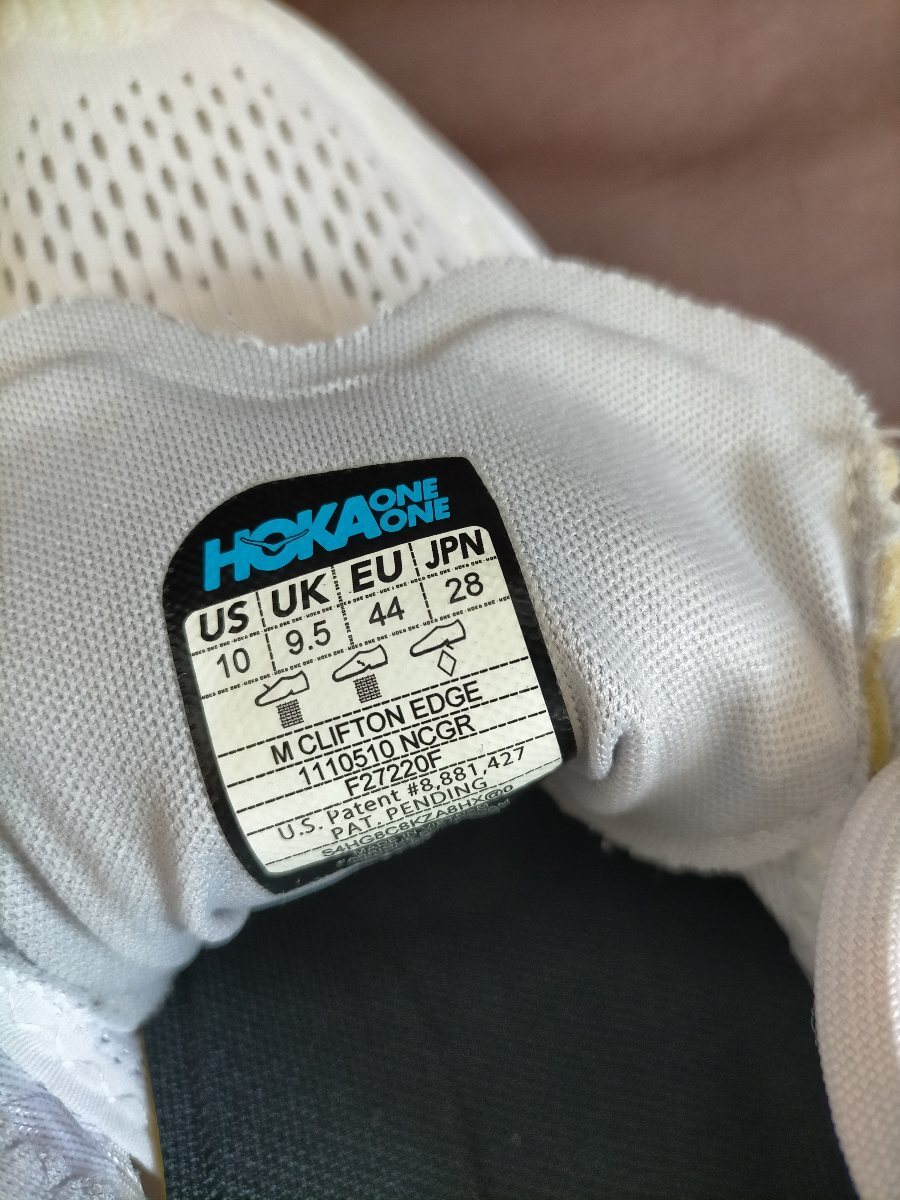 HOKA ONE ONE
US UK EU JPN
10 9.5 44 28
M CLIFTON EDGE
1110510 NCGR
F27220F
U.S. Patent #8,881,427
PAT. PENDING